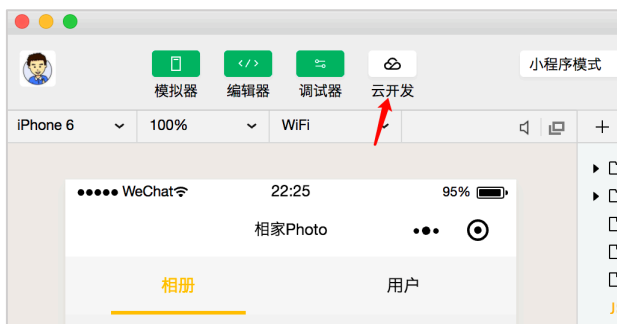 模拟器 编辑器 调试器 云开发 小程序模式
iPhone 6 100% WiFi
WeChat 22:25 95%
相家Photo
相册 用户